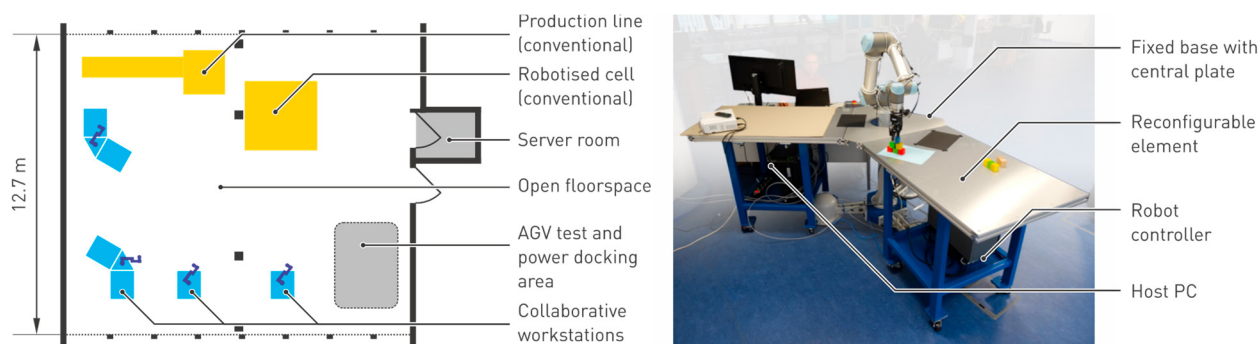 Production line
(conventional)
Robotised cell
(conventional)
Server room
Open floorspace
AGV test and
power docking
area
Collaborative
workstations
12.7 m
Fixed base with
central plate
Reconfigurable
element
Robot
controller
Host PC